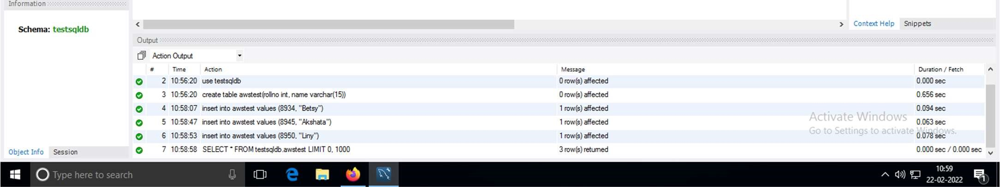 Information
Schema: testsqldb
Object Info Session
Context Help Snippets
Output
Action Output
# Time Action Message Duration / Fetch
2 10:56:20 use testsqldb 0 row(s) affected 0.000 sec
3 10:56:20 create table awstest(rollno int, name varchar(15)) 0 row(s) affected 0.656 sec
4 10:58:07 insert into awstest values (8934, "Betsy") 1 row(s) affected 0.094 sec
5 10:58:47 insert into awstest values (8945, "Akshata") 1 row(s) affected 0.063 sec
6 10:58:53 insert into awstest values (8950, "Liny") 1 row(s) affected 0.078 sec
7 10:58:58 SELECT * FROM testsqldb.awstest LIMIT 0, 1000 3 row(s) returned 0.000 sec / 0.000 sec
Activate Windows
Go to Settings to activate Windows.
Type here to search
10:59
22-02-2022
1